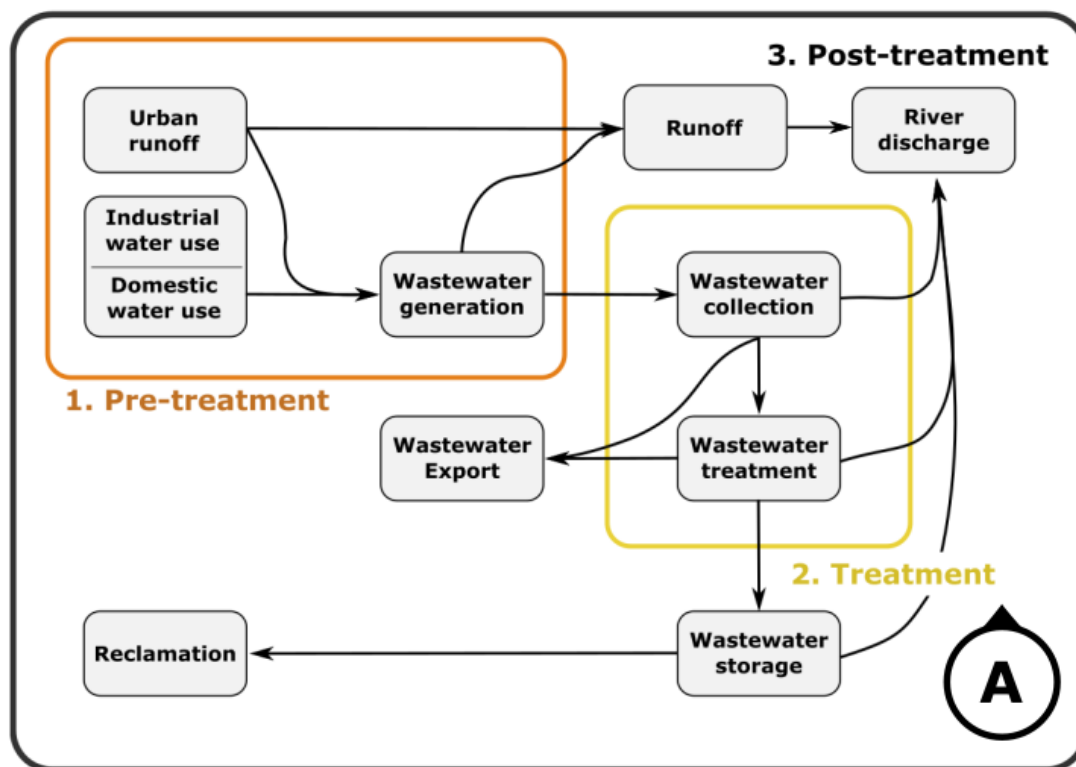 3. Post-treatment
Urban
runoff
Runoff
River
discharge
Industrial
water use
Domestic
water use
Wastewater
generation
Wastewater
collection
1. Pre-treatment
Wastewater
Export
Wastewater
treatment
2. Treatment
Reclamation
Wastewater
storage
A